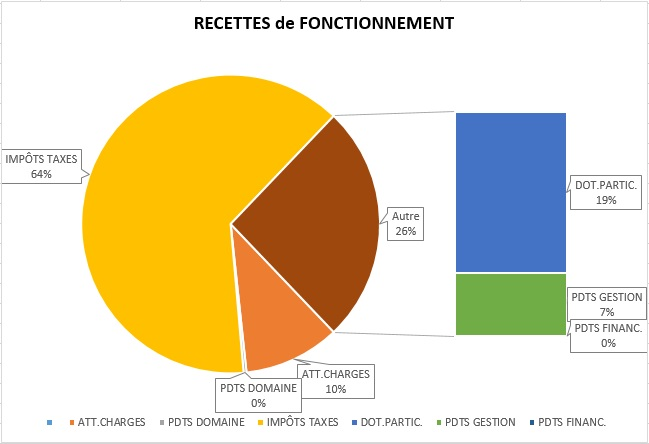 RECETTES de FONCTIONNEMENT
IMPÔTS TAXES
64%
Autre
26%
DOT.PARTIC.
19%
PDTS GESTION
7%
PDTS FINANC.
0%
ATT.CHARGES
10%
PDTS DOMAINE
0%
ATT.CHARGES PDTS DOMAINE IMPÔTS TAXES DOT.PARTIC. PDTS GESTION PDTS FINANC.